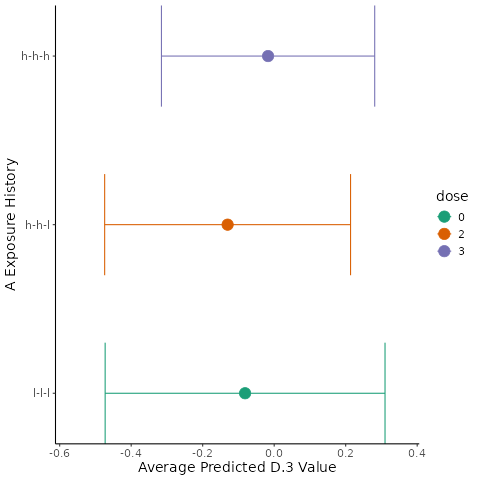 h-h-h
h-h-l
l-l-l
A Exposure History
-0.6 -0.4 -0.2 0.0 0.2 0.4
Average Predicted D.3 Value
dose
0
2
3